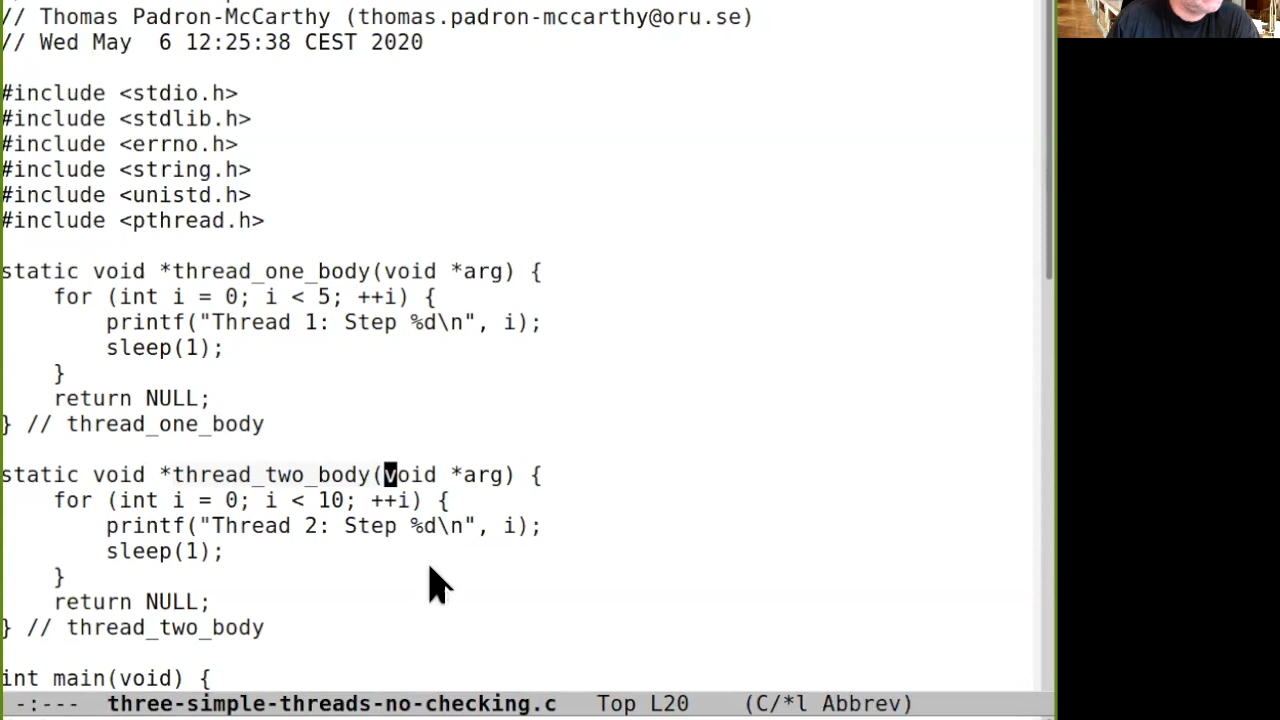 // Thomas Padron-McCarthy (thomas.padron-mccarthy@oru.se)
// Wed May  6 12:25:38 CEST 2020

#include <stdio.h>
#include <stdlib.h>
#include <errno.h>
#include <string.h>
#include <unistd.h>
#include <pthread.h>

static void *thread_one_body(void *arg) {
    for (int i = 0; i < 5; ++i) {
        printf("Thread 1: Step %d\n", i);
        sleep(1);
    }
    return NULL;
} // thread_one_body

static void *thread_two_body(void *arg) {
    for (int i = 0; i < 10; ++i) {
        printf("Thread 2: Step %d\n", i);
        sleep(1);
    }
    return NULL;
} // thread_two_body

int main(void) {
-:---  three-simple-threads-no-checking.c   Top L20    (C/*l Abbrev)